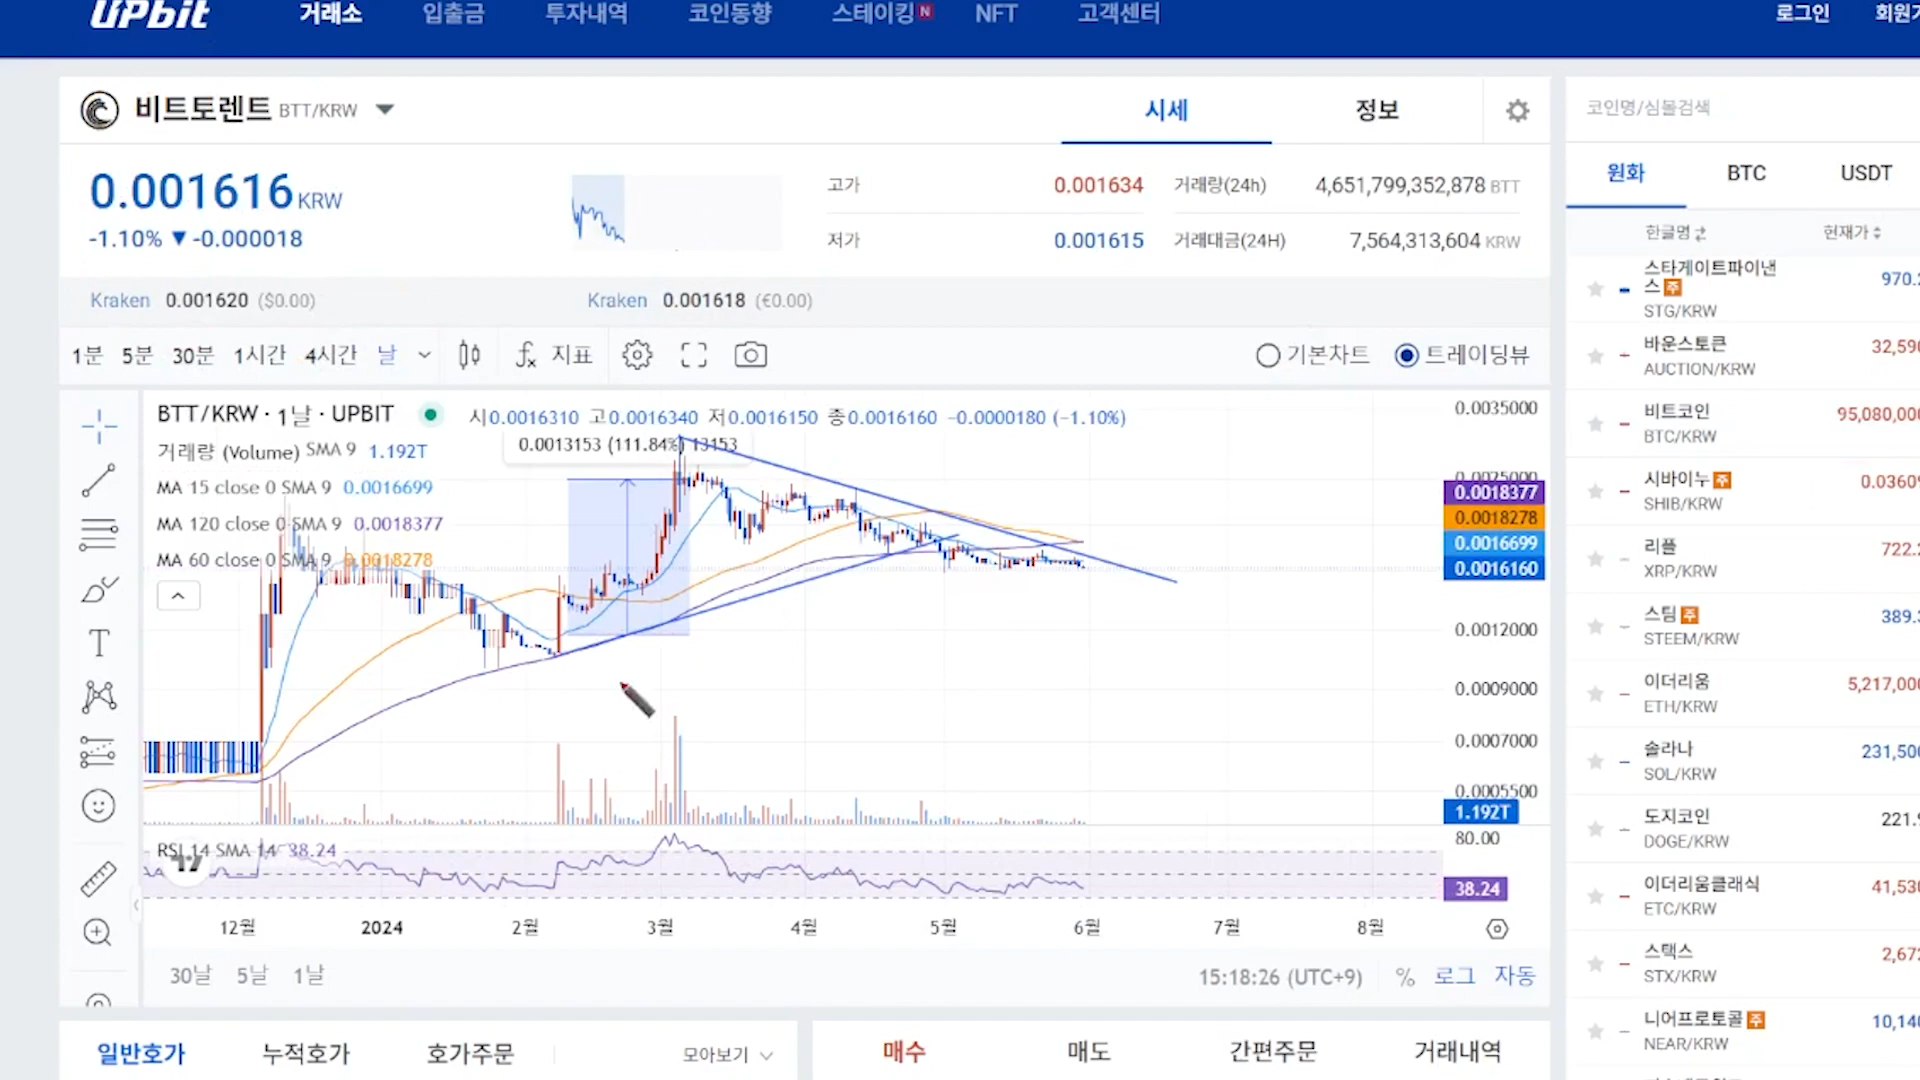 UPbit
거래소 입출금 투자내역 코인동향 스테이킹 N NFT 고객센터 로그인
비트토렌트 BTT/KRW 시세 정보
0.001616 KRW
-1.10% ▼ -0.000018
고가 0.001634 거래량(24h) 4,651,799,352,878 BTT
저가 0.001615 거래대금(24H) 7,564,313,604 KRW
Kraken 0.001620 ($0.00) Kraken 0.001618 (€0.00)
1분 5분 30분 1시간 4시간 날 지표 기본차트 트레이딩뷰
BTT/KRW · 1날 · UPBIT 시0.0016310 고0.0016340 저0.0016150 종0.0016160 −0.0000180 (−1.10%)
0.0013153 (111.84%) 13153
거래량 (Volume) SMA 9 1.192T
MA 15 close 0 SMA 9 0.0016699
MA 120 close 0 SMA 9 0.0018377
MA 60 close 0 SMA 9 0.0018278
0.0035000
0.0025000
0.0018377
0.0018278
0.0016699
0.0016160
0.0012000
0.0009000
0.0007000
0.0005500
1.192T
RSI 14 SMA 14 38.24
80.00
38.24
12월 2024 2월 3월 4월 5월 6월 7월 8월
30날 5날 1날 15:18:26 (UTC+9) % 로그 자동
일반호가 누적호가 호가주문 모아보기
매수 매도 간편주문 거래내역
코인명/심볼검색
원화 BTC USDT
한글명 현재가
스타게이트파이낸
스 주
STG/KRW
바운스토큰
AUCTION/KRW
비트코인
BTC/KRW
시바이누 주
SHIB/KRW
리플
XRP/KRW
스팀 주
STEEM/KRW
이더리움
ETH/KRW
솔라나
SOL/KRW
도지코인
DOGE/KRW
이더리움클래식
ETC/KRW
스택스
STX/KRW
니어프로토콜 주
NEAR/KRW